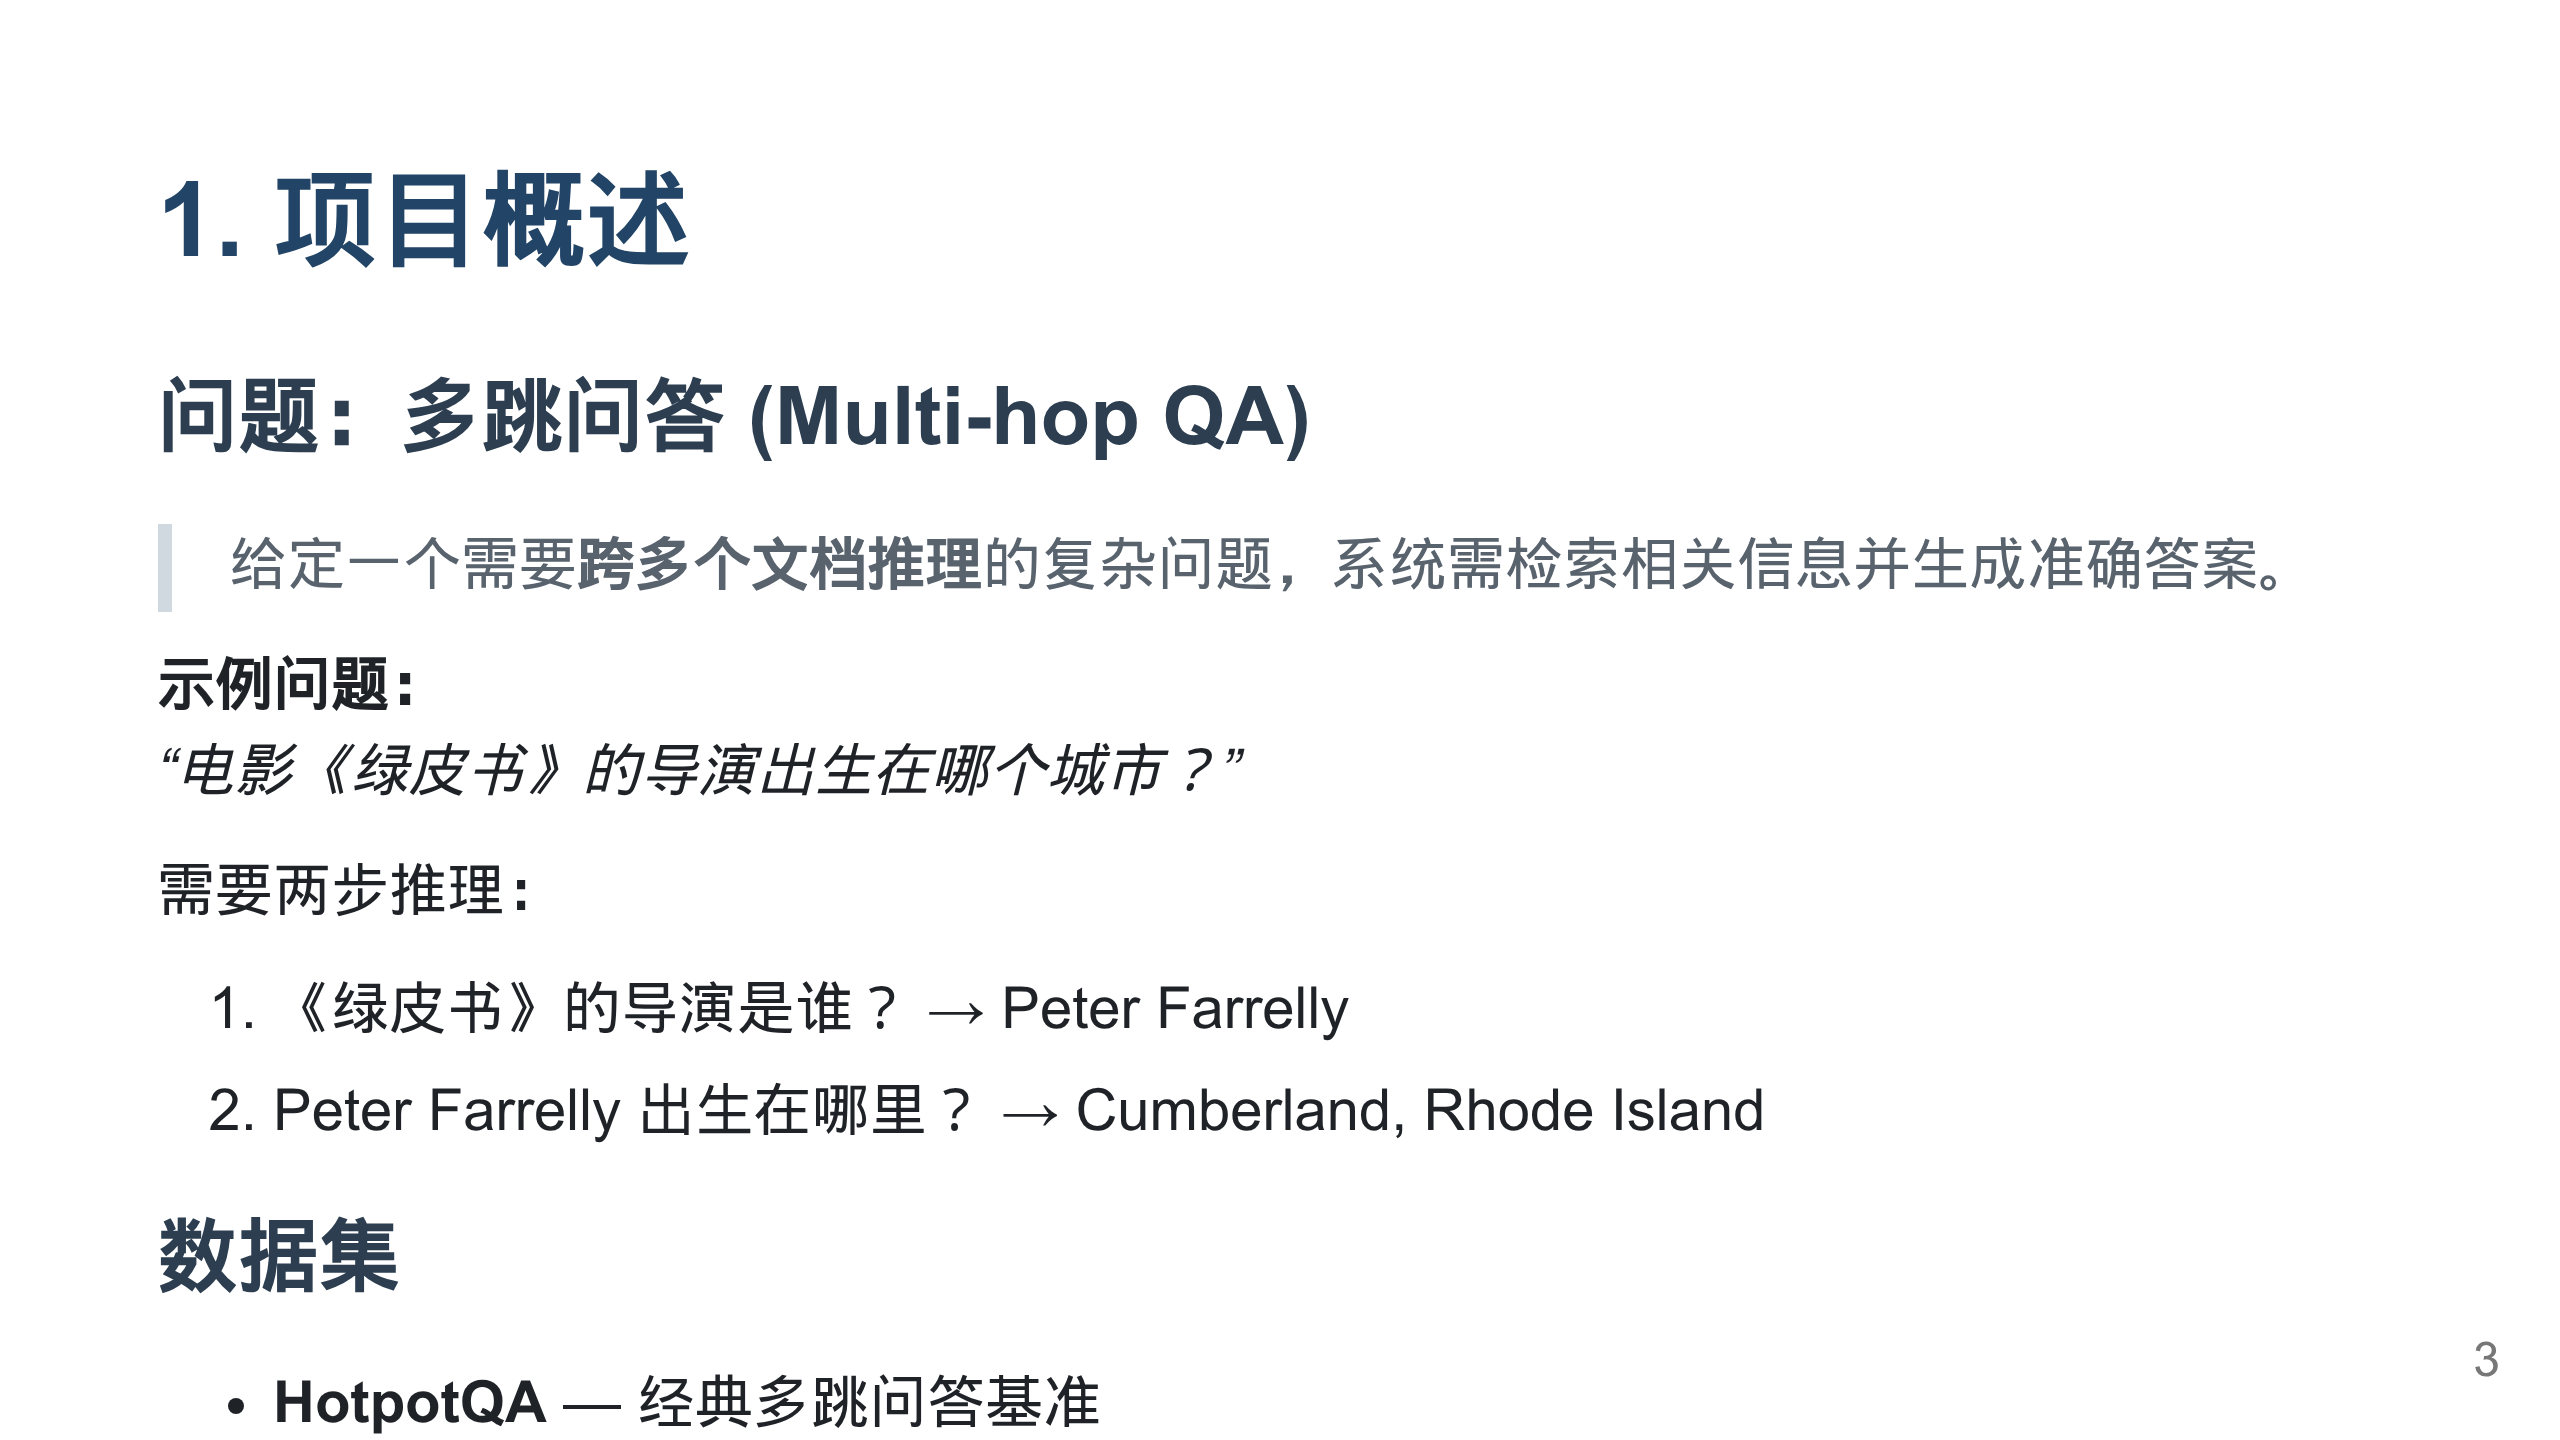 1. 项目概述
问题：多跳问答 (Multi-hop QA)
给定一个需要跨多个文档推理的复杂问题，系统需检索相关信息并生成准确答案。
示例问题：
“电影《绿皮书》的导演出生在哪个城市？”
需要两步推理：
1. 《绿皮书》的导演是谁？ → Peter Farrelly
2. Peter Farrelly 出生在哪里？ → Cumberland, Rhode Island
数据集
• HotpotQA — 经典多跳问答基准
3